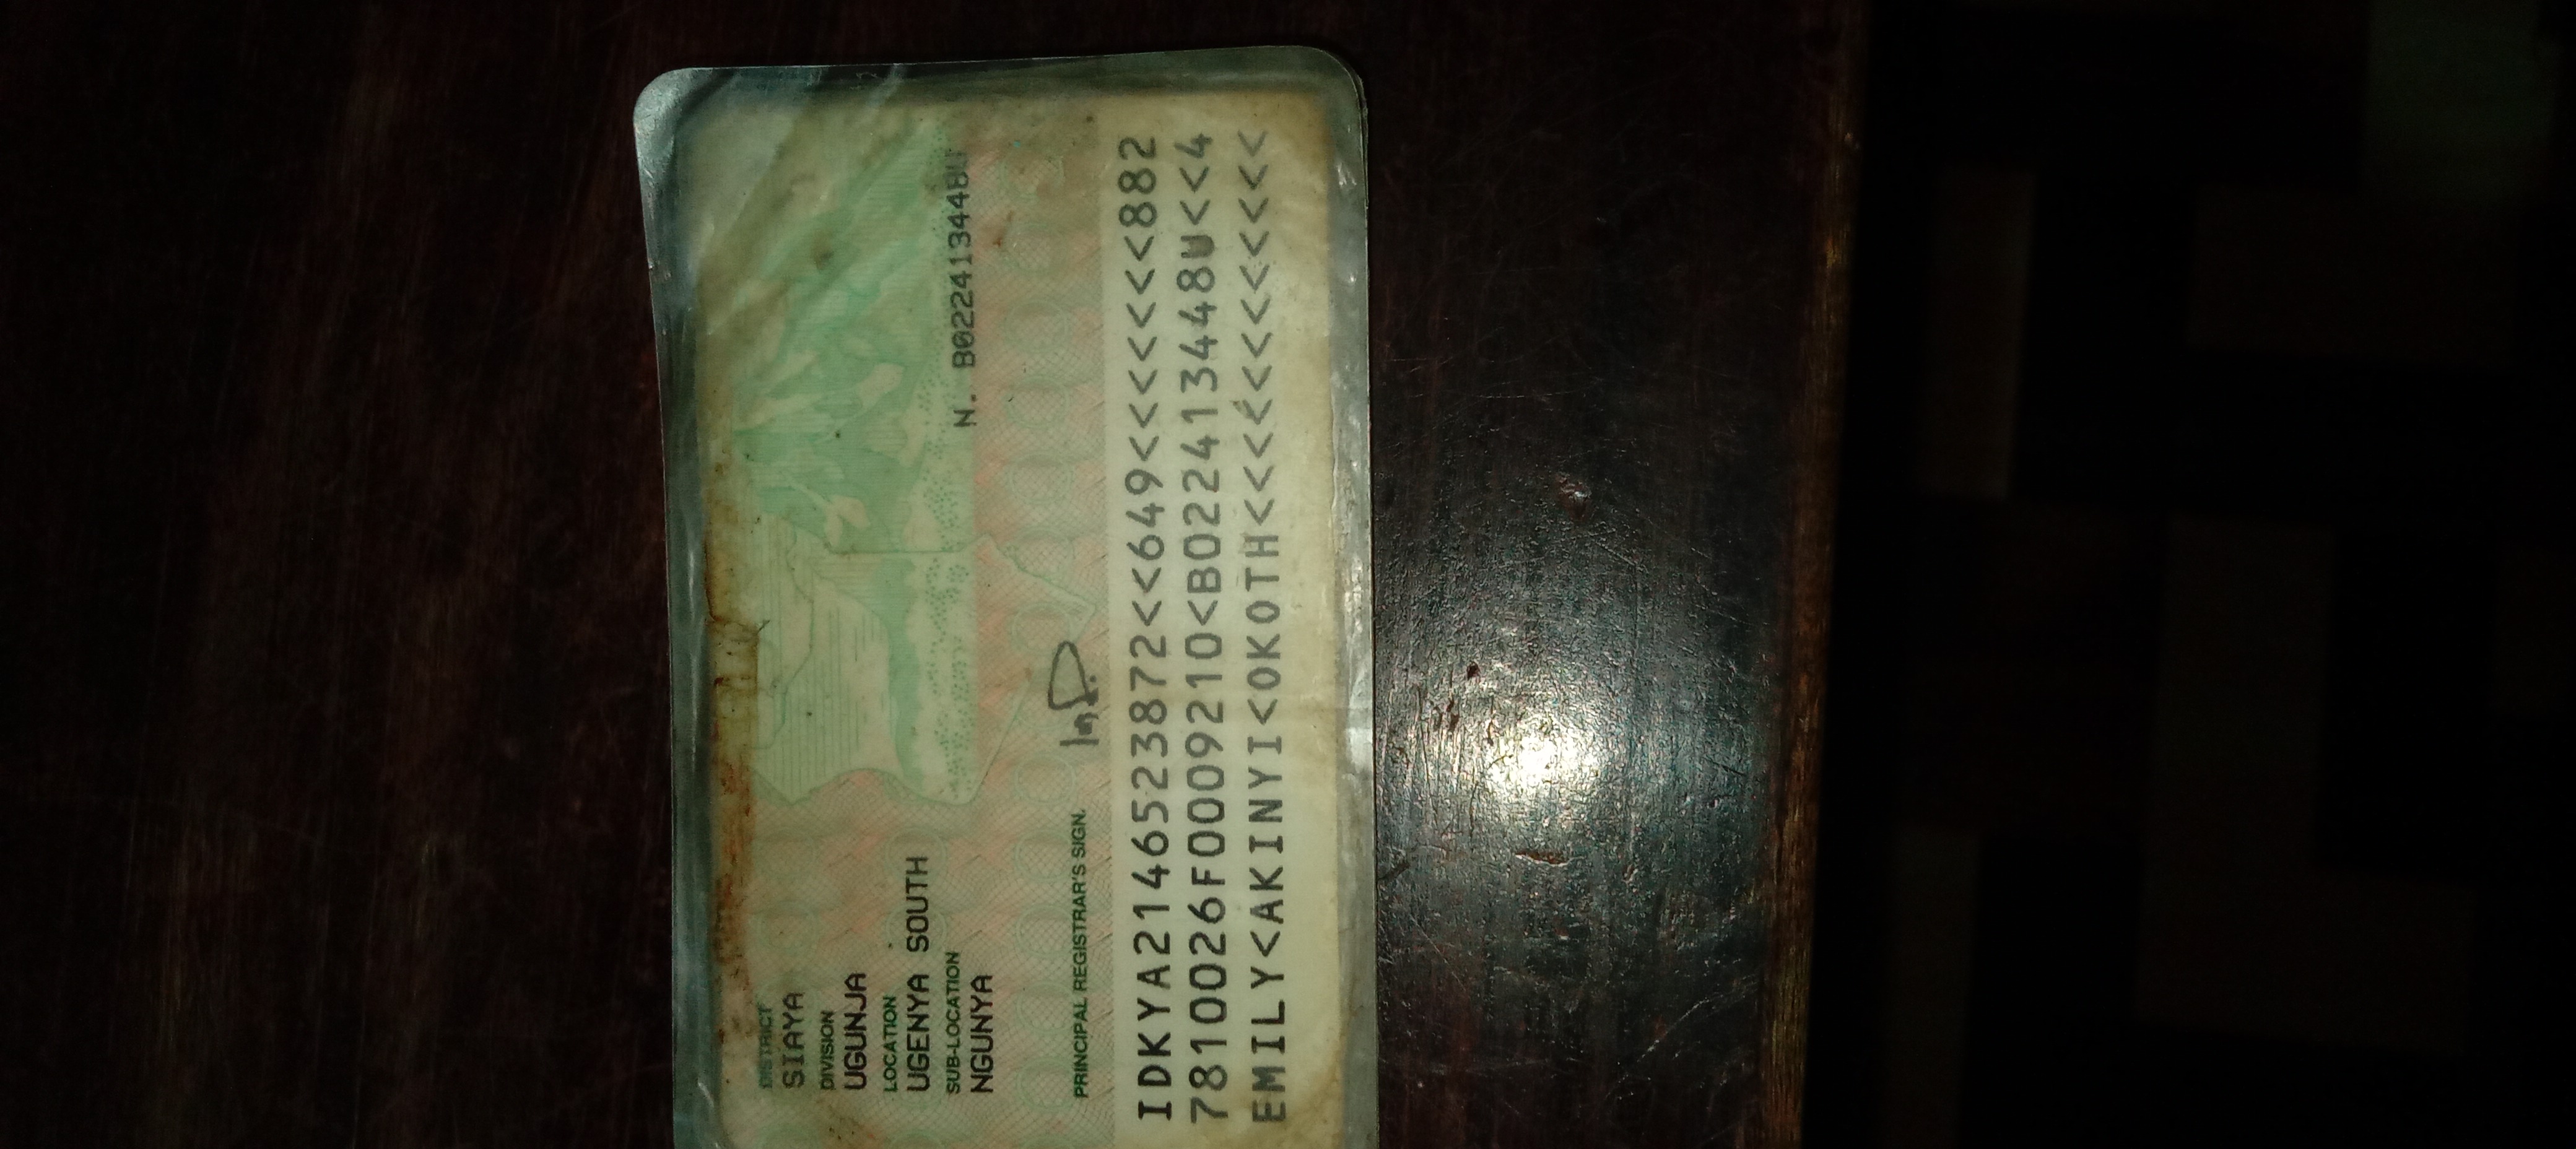 DISTRICT
SIAYA
DIVISION
UGUNJA
LOCATION
UGENYA SOUTH
SUB-LOCATION
NGUNYA
N. B022413448U
PRINCIPAL REGISTRAR'S SIGN.
IDKYA2146523872<<649<<<<<<<882
7810026F0009210<B022413448U<<4
EMILY<AKINYI<OKOTH<<<<<<<<<<<<